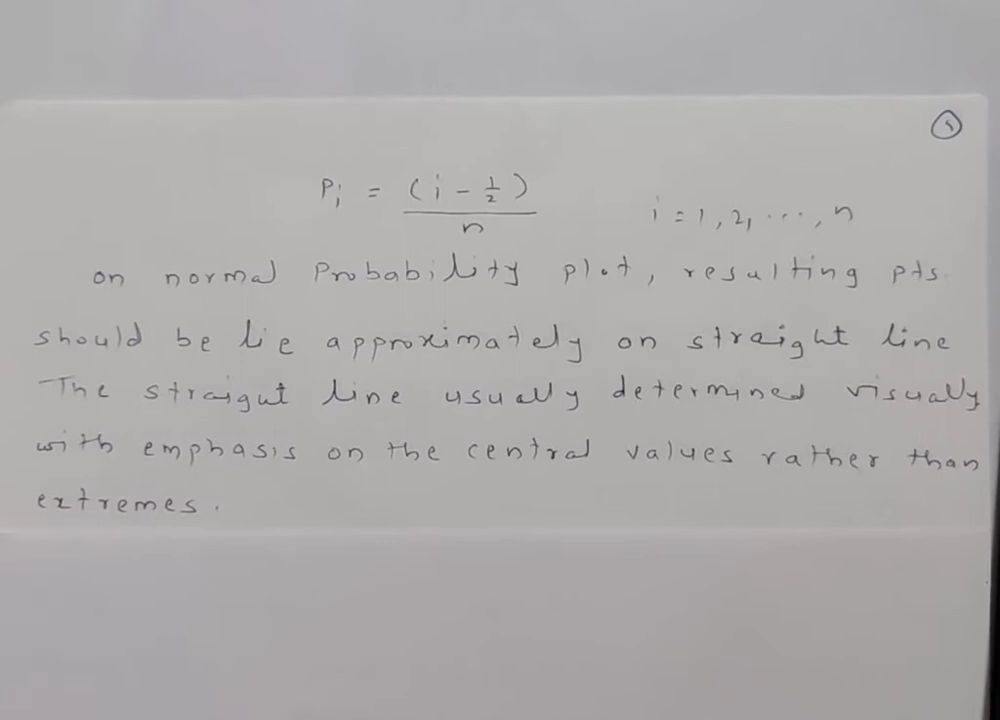 1
Pi = (i - 1/2) / n    i = 1, 2, ..., n
on normal Probability plot, resulting pts.
should be lie approximately on straight line
The straigut line usually determined visually
with emphasis on the central values rather than
extremes.